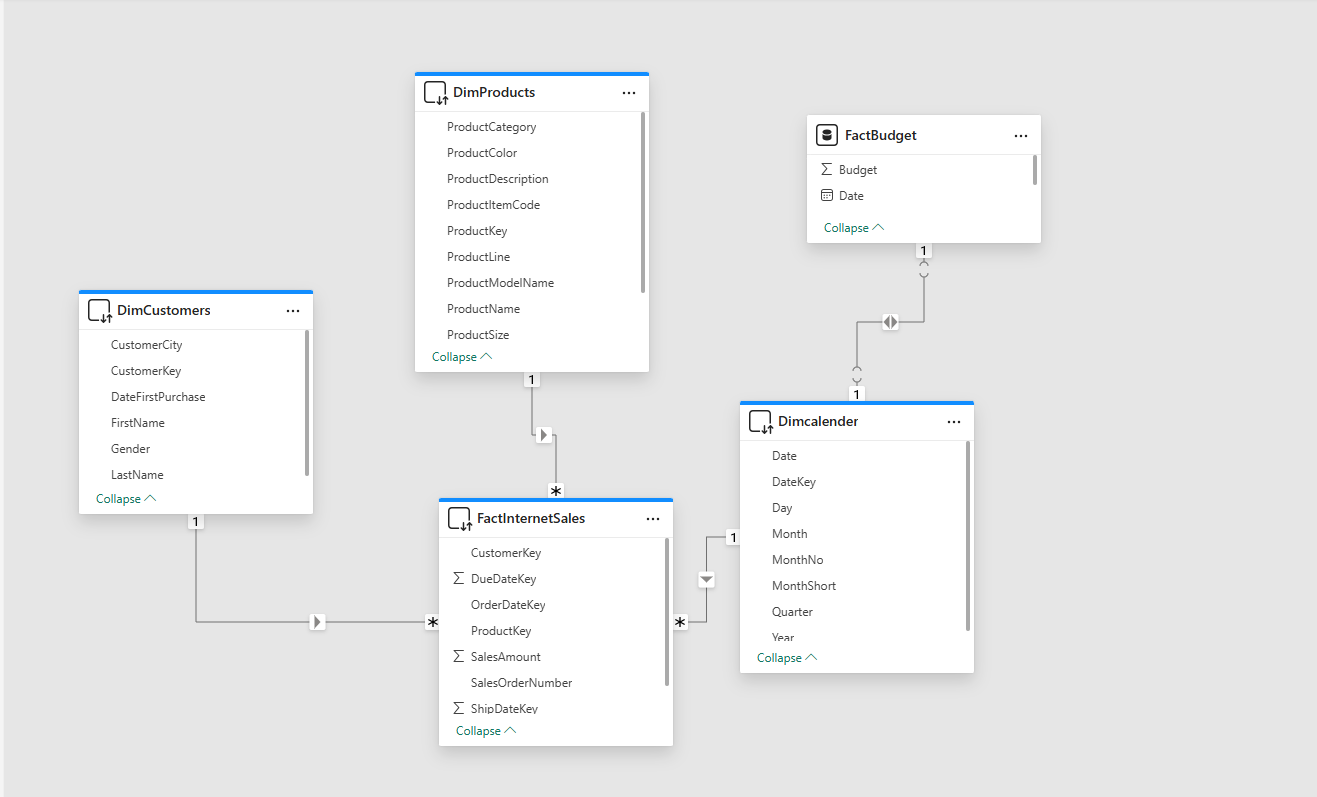 DimProducts
ProductCategory
ProductColor
ProductDescription
ProductItemCode
ProductKey
ProductLine
ProductModelName
ProductName
ProductSize
Collapse
1
FactBudget
Budget
Date
Collapse
1
DimCustomers
CustomerCity
CustomerKey
DateFirstPurchase
FirstName
Gender
LastName
Collapse
1
1
Dimcalender
Date
DateKey
Day
Month
MonthNo
MonthShort
Quarter
Year
Collapse
1
*
FactInternetSales
CustomerKey
DueDateKey
OrderDateKey
ProductKey
SalesAmount
SalesOrderNumber
ShipDateKey
Collapse
*
*